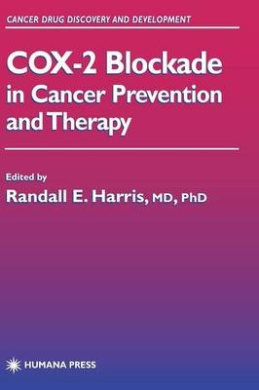 CANCER DRUG DISCOVERY AND DEVELOPMENT
COX-2 Blockade
in Cancer Prevention
and Therapy
Edited by
Randall E. Harris, MD, PhD
HUMANA PRESS